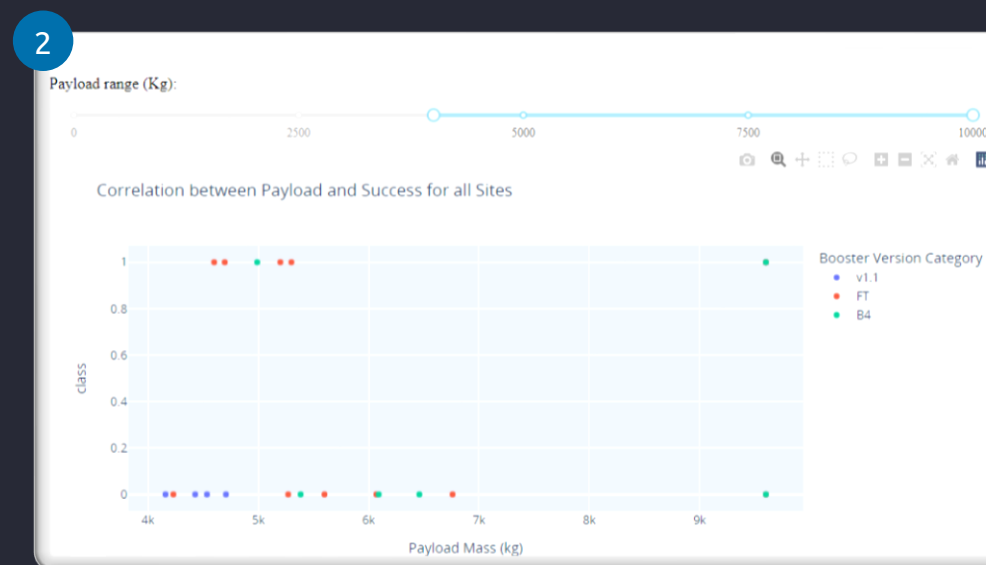 2
Payload range (Kg):
0 2500 5000 7500 10000
Correlation between Payload and Success for all Sites
Booster Version Category
v1.1
FT
B4
class
1
0.8
0.6
0.4
0.2
0
4k 5k 6k 7k 8k 9k
Payload Mass (kg)